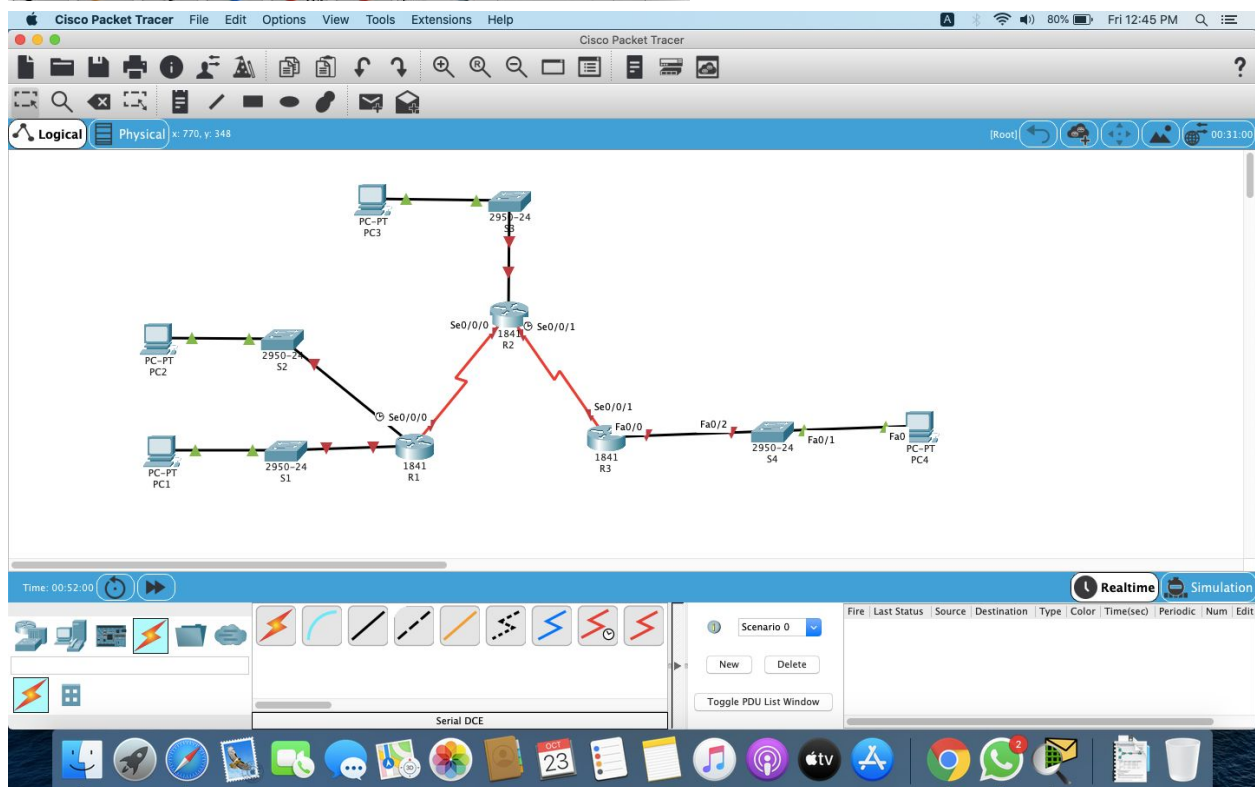 Cisco Packet Tracer File Edit Options View Tools Extensions Help
A 80% Fri 12:45 PM
Cisco Packet Tracer
?
Logical Physical x: 770, y: 348
[Root] 00:31:00
PC-PT
PC3
2950-24
S3
Se0/0/0
Se0/0/1
1841
R2
PC-PT
PC2
2950-24
S2
Se0/0/0
Se0/0/1
Fa0/0
Fa0/2
Fa0/1
Fa0
PC-PT
PC1
2950-24
S1
1841
R1
1841
R3
2950-24
S4
PC-PT
PC4
Time: 00:52:00
Realtime Simulation
Scenario 0
New Delete
Toggle PDU List Window
Fire Last Status Source Destination Type Color Time(sec) Periodic Num Edit
Serial DCE
OCT
23
tv
2